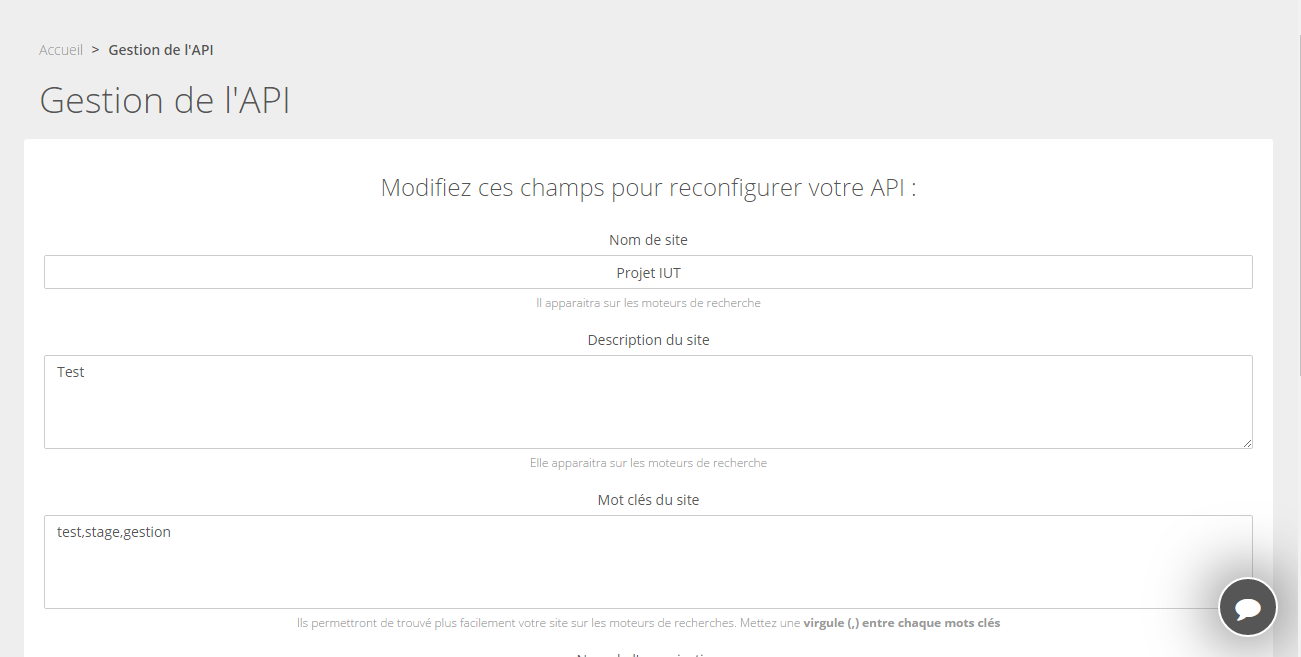 Accueil > Gestion de l'API
Gestion de l'API
Modifiez ces champs pour reconfigurer votre API :
Nom de site
Projet IUT
Il apparaitra sur les moteurs de recherche
Description du site
Test
Elle apparaitra sur les moteurs de recherche
Mot clés du site
test,stage,gestion
Ils permettront de trouvé plus facilement votre site sur les moteurs de recherches. Mettez une virgule (,) entre chaque mots clés